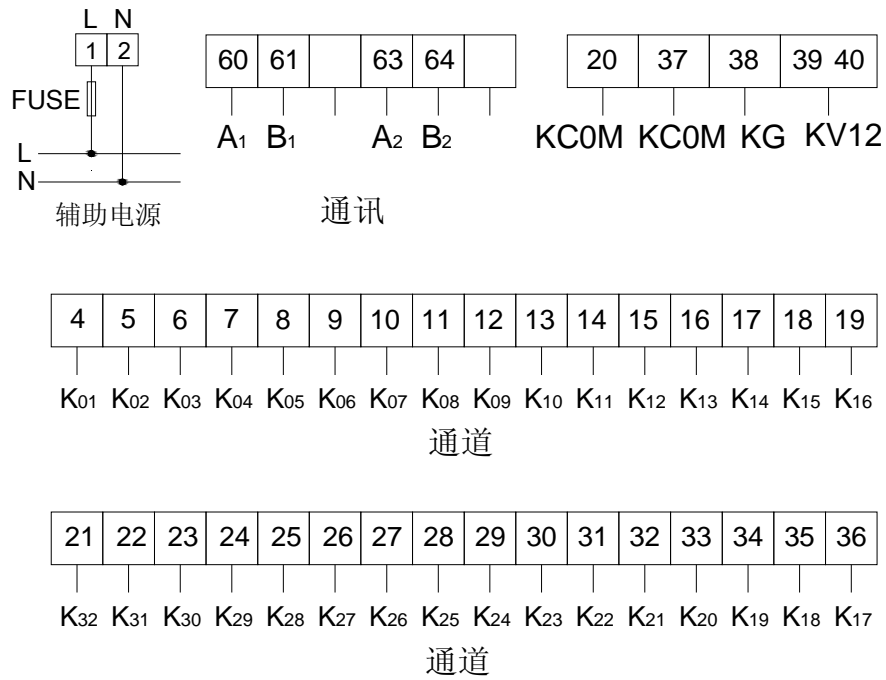 L N
1 2
FUSE
L
N
辅助电源
60 61 63 64
A1 B1 A2 B2
通讯
20 37 38 39 40
KC0M KC0M KG KV12
4 5 6 7 8 9 10 11 12 13 14 15 16 17 18 19
K01 K02 K03 K04 K05 K06 K07 K08 K09 K10 K11 K12 K13 K14 K15 K16
通道
21 22 23 24 25 26 27 28 29 30 31 32 33 34 35 36
K32 K31 K30 K29 K28 K27 K26 K25 K24 K23 K22 K21 K20 K19 K18 K17
通道